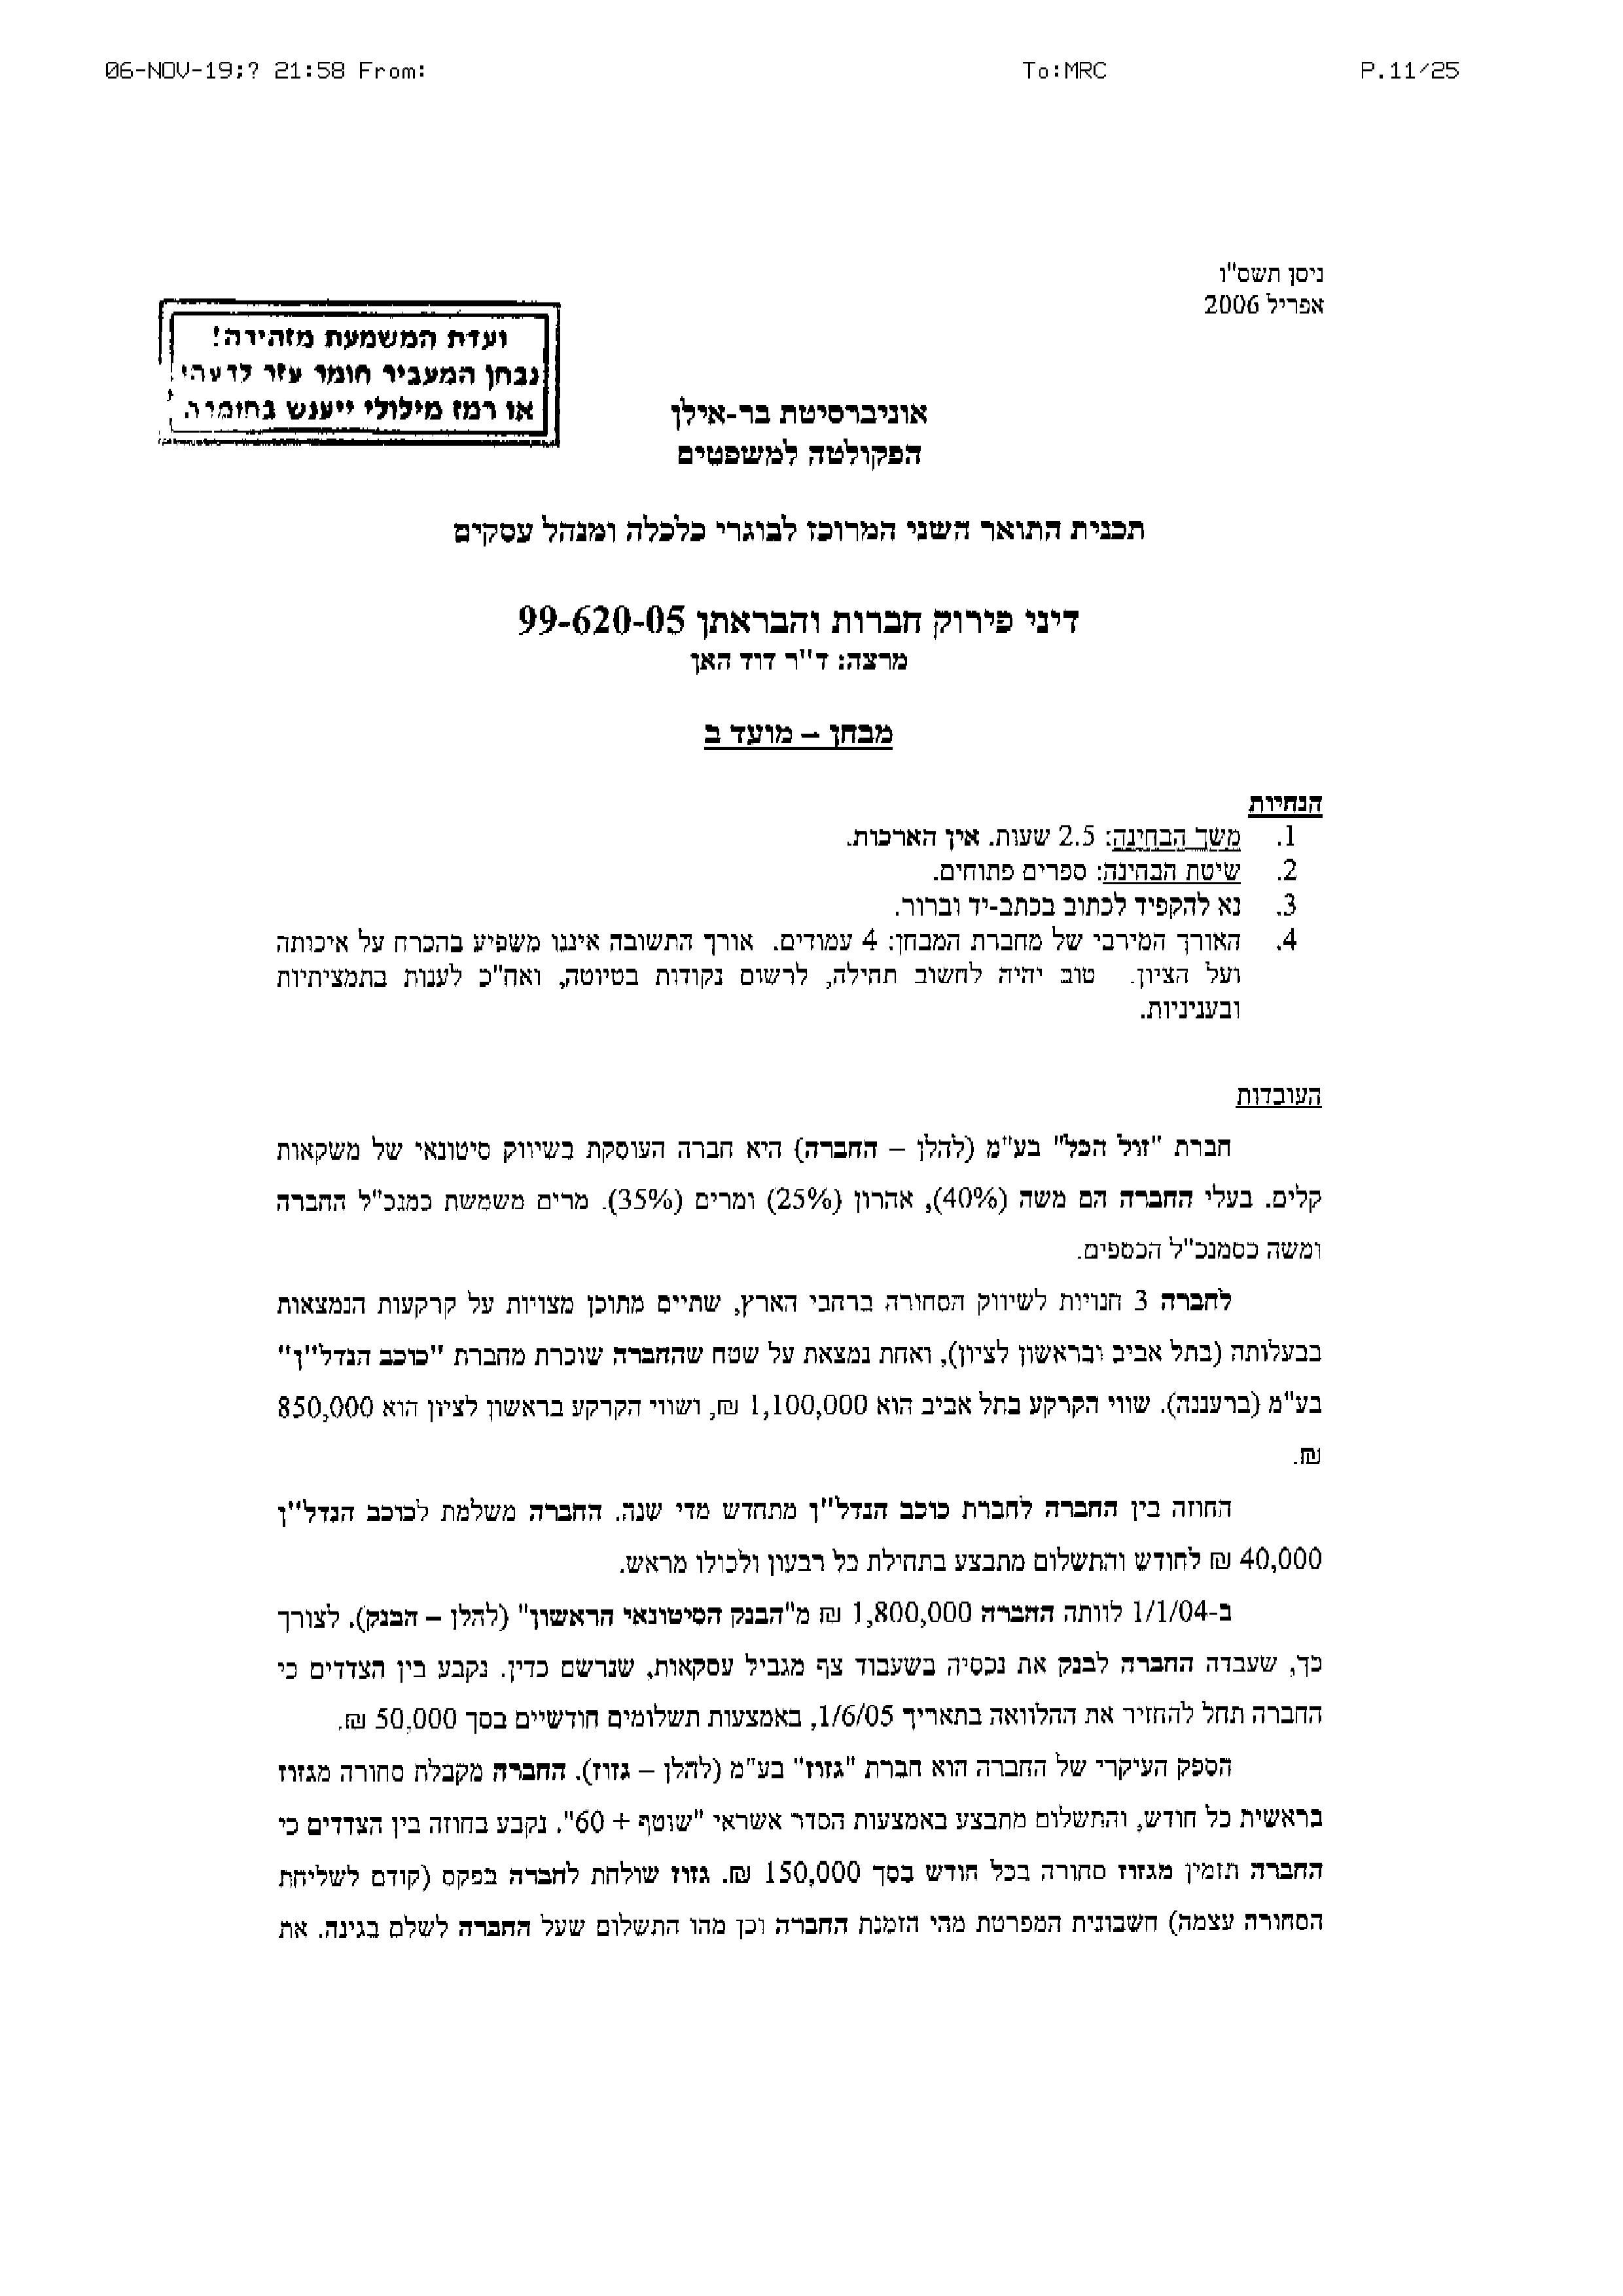 06-NOV-19;? 21:58 From: To:MRC P.11/25
ניסן תשס"ו
אפריל 2006
ועדת המשמעת מזהירה!
נבחן המעביר חומר עזר לרעהו
או רמז מילולי ייענש בחומרה
אוניברסיטת בר-אילן
הפקולטה למשפטים
תכנית התואר השני המרוכז לבוגרי כלכלה ומנהל עסקים
דיני פירוק חברות והבראתן 99-620-05
מרצה: ד"ר דוד האן
מבחן – מועד ב
הנחיות
1. משך הבחינה: 2.5 שעות. אין הארכות.
2. שיטת הבחינה: ספרים פתוחים.
3. נא להקפיד לכתוב בכתב-יד וברור.
4. האורך המירבי של מחברת המבחן: 4 עמודים. אורך התשובה איננו משפיע בהכרח על איכותה
ועל הציון. טוב יהיה לחשוב תחילה, לרשום נקודות בטיוטה, ואח"כ לענות בתמציתיות
ובענייניות.
העובדות
חברת "זול הכל" בע"מ (להלן – החברה) היא חברה העוסקת בשיווק סיטונאי של משקאות
קלים. בעלי החברה הם משה (40%), אהרון (25%) ומרים (35%). מרים משמשת כמנכ"ל החברה
ומשה כסמנכ"ל הכספים.
לחברה 3 חנויות לשיווק הסחורה ברחבי הארץ, שתיים מתוכן מצויות על קרקעות הנמצאות
בבעלותה (בתל אביב ובראשון לציון), ואחת נמצאת על שטח שהחברה שוכרת מחברת "כוכב הנדל"ן"
בע"מ (ברעננה). שווי הקרקע בתל אביב הוא 1,100,000 ₪, ושווי הקרקע בראשון לציון הוא 850,000
₪.
החוזה בין החברה לחברת כוכב הנדל"ן מתחדש מדי שנה. החברה משלמת לכוכב הנדל"ן
40,000 ₪ לחודש והתשלום מתבצע בתחילת כל רבעון ולכולו מראש.
ב-1/1/04 לוותה החברה 1,800,000 ₪ מ"הבנק הסיטונאי הראשון" (להלן – הבנק). לצורך
כך, שעבדה החברה לבנק את נכסיה בשעבוד צף מגביל עסקאות, שנרשם כדין. נקבע בין הצדדים כי
החברה תחל להחזיר את ההלוואה בתאריך 1/6/05, באמצעות תשלומים חודשיים בסך 50,000 ₪.
הספק העיקרי של החברה הוא חברת "גזוז" בע"מ (להלן – גזוז). החברה מקבלת סחורה מגזוז
בראשית כל חודש, והתשלום מתבצע באמצעות הסדר אשראי "שוטף + 60". נקבע בחוזה בין הצדדים כי
החברה תזמין מגזוז סחורה בכל חודש בסך 150,000 ₪. גזוז שולחת לחברה בפקס (קודם לשליחת
הסחורה עצמה) חשבונית המפרטת מהי הזמנת החברה וכן מהו התשלום שעל החברה לשלם בגינה. את